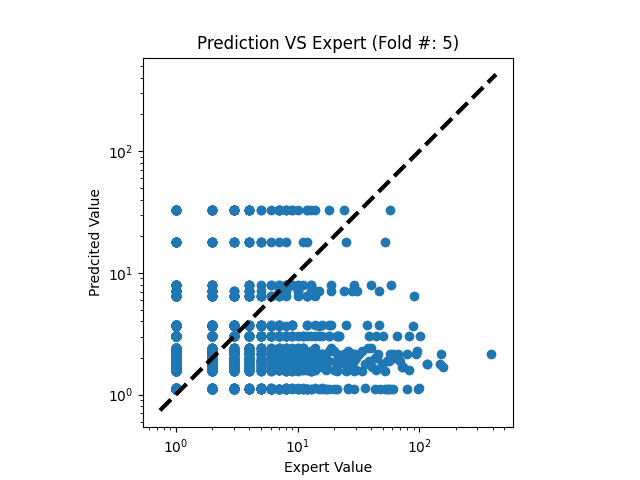 Prediction VS Expert (Fold #: 5)
Predcited Value
10²
10¹
10⁰
10⁰ 10¹ 10²
Expert Value